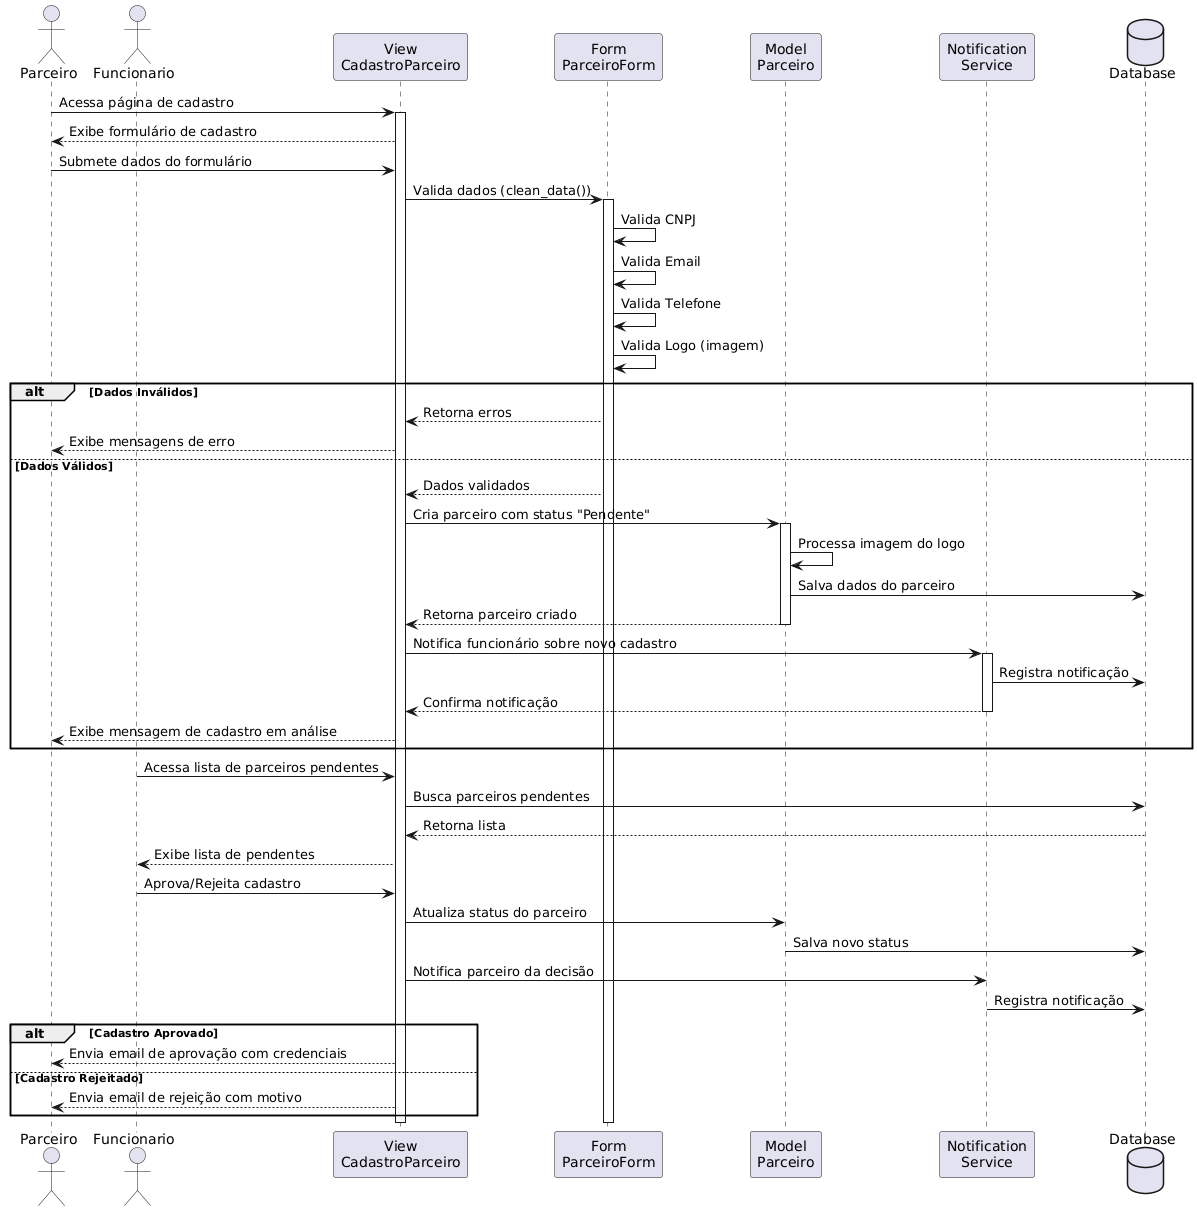 Parceiro
Funcionario
View
CadastroParceiro
Form
ParceiroForm
Model
Parceiro
Notification
Service
Database
Acessa página de cadastro
Exibe formulário de cadastro
Submete dados do formulário
Valida dados (clean_data())
Valida CNPJ
Valida Email
Valida Telefone
Valida Logo (imagem)
alt [Dados Inválidos]
Retorna erros
Exibe mensagens de erro
[Dados Válidos]
Dados validados
Cria parceiro com status "Pendente"
Processa imagem do logo
Salva dados do parceiro
Retorna parceiro criado
Notifica funcionário sobre novo cadastro
Registra notificação
Confirma notificação
Exibe mensagem de cadastro em análise
Acessa lista de parceiros pendentes
Busca parceiros pendentes
Retorna lista
Exibe lista de pendentes
Aprova/Rejeita cadastro
Atualiza status do parceiro
Salva novo status
Notifica parceiro da decisão
Registra notificação
alt [Cadastro Aprovado]
Envia email de aprovação com credenciais
[Cadastro Rejeitado]
Envia email de rejeição com motivo
Parceiro
Funcionario
View
CadastroParceiro
Form
ParceiroForm
Model
Parceiro
Notification
Service
Database